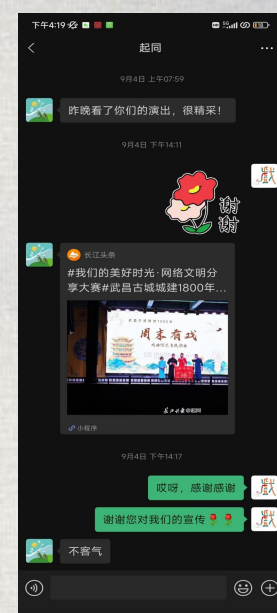 下午4:19
起同
9月4日 上午07:59
昨晚看了你们的演出，很精采！
9月4日 下午14:11
戲
谢
谢
长江头条
#我们的美好时光·网络文明分
享大赛#武昌古城城建1800年...
周末有戏
小程序
9月4日 下午14:17
哎呀，感谢感谢
戲
谢谢您对我们的宣传🌹🌹
戲
不客气